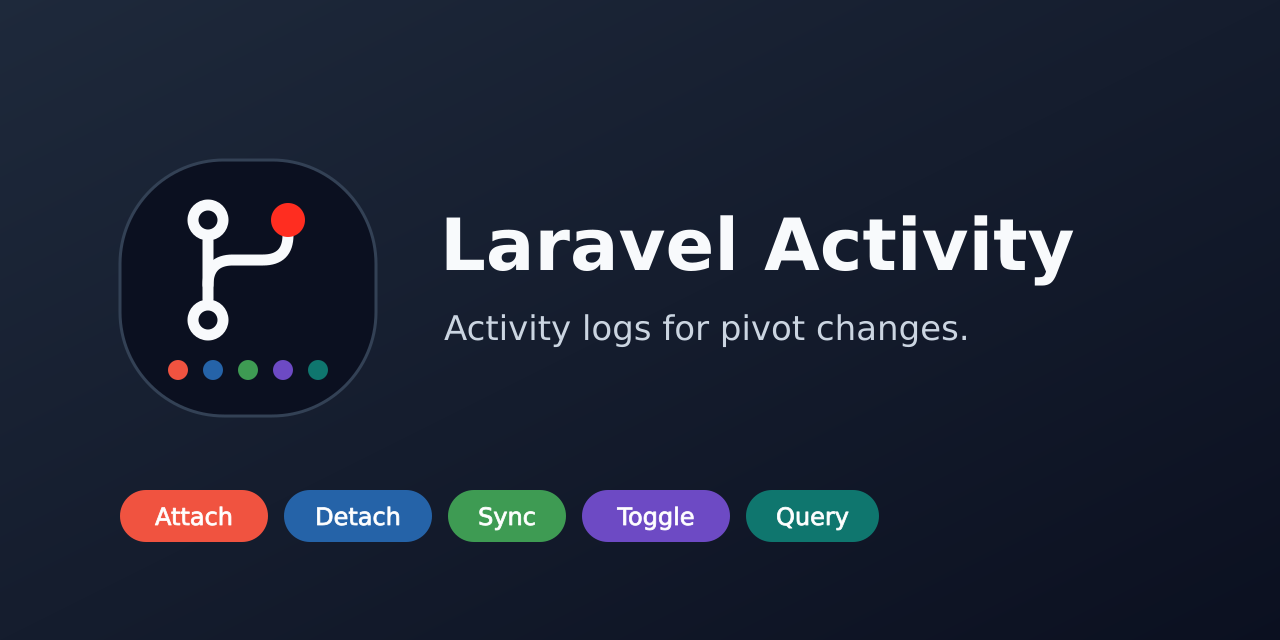 Laravel Activity
Activity logs for pivot changes.
Attach Detach Sync Toggle Query